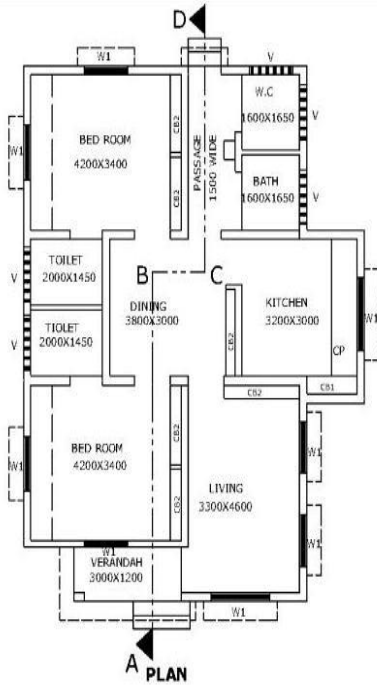 D
W1
V
W.C
1600X1650
V
BED ROOM
4200X3400
CB2
PASSAGE
1500 WIDE
W1
BATH
1600X1650
V
CB2
TOILET
2000X1450
V
B
C
DINING
3800X3000
KITCHEN
3200X3000
W1
TIOLET
2000X1450
V
CB2
CP
CB1
CB2
BED ROOM
4200X3400
CB2
W1
W1
LIVING
3300X4600
CB2
W1
W1
VERANDAH
3000X1200
W1
A
PLAN